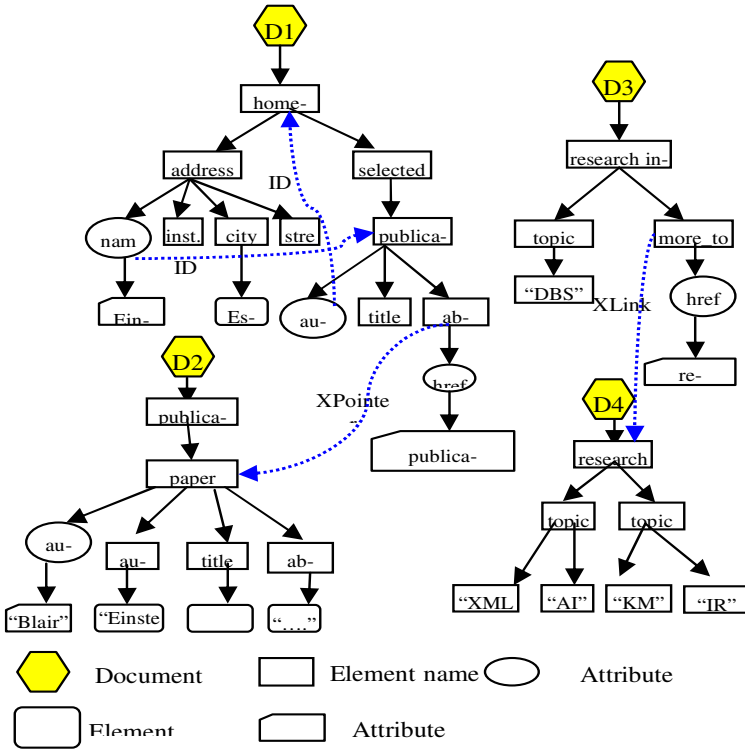 D1
home-
address
selected
ID
nam
inst.
city
stre
publica-
ID
Ein-
Es-
au-
title
ab-
href
XPointe
publica-
D2
publica-
paper
au-
au-
title
ab-
“Blair”
“Einste
“….”
D3
research in-
topic
more_to
“DBS”
XLink
href
re-
D4
research
topic
topic
“XML
“AI”
“KM”
“IR”
Document
Element name
Attribute
Element
Attribute